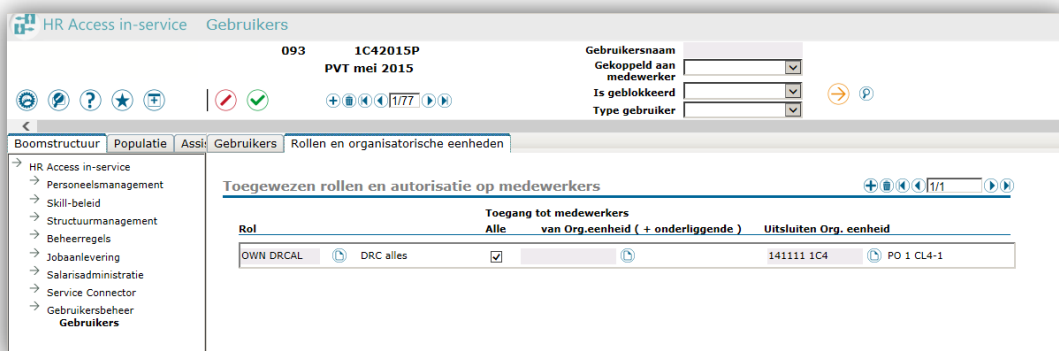 HR Access in-service Gebruikers
093 1C42015P
PVT mei 2015
Gebruikersnaam
Gekoppeld aan
medewerker
Is geblokkeerd
Type gebruiker
1/77
Boomstructuur Populatie Assi Gebruikers Rollen en organisatorische eenheden
HR Access in-service
Personeelsmanagement
Skill-beleid
Structuurmanagement
Beheerregels
Jobaanlevering
Salarisadministratie
Service Connector
Gebruikersbeheer
Gebruikers
Toegewezen rollen en autorisatie op medewerkers
1/1
Toegang tot medewerkers
Rol Alle van Org.eenheid ( + onderliggende ) Uitsluiten Org. eenheid
OWN DRCAL DRC alles 141111 1C4 PO 1 CL4-1